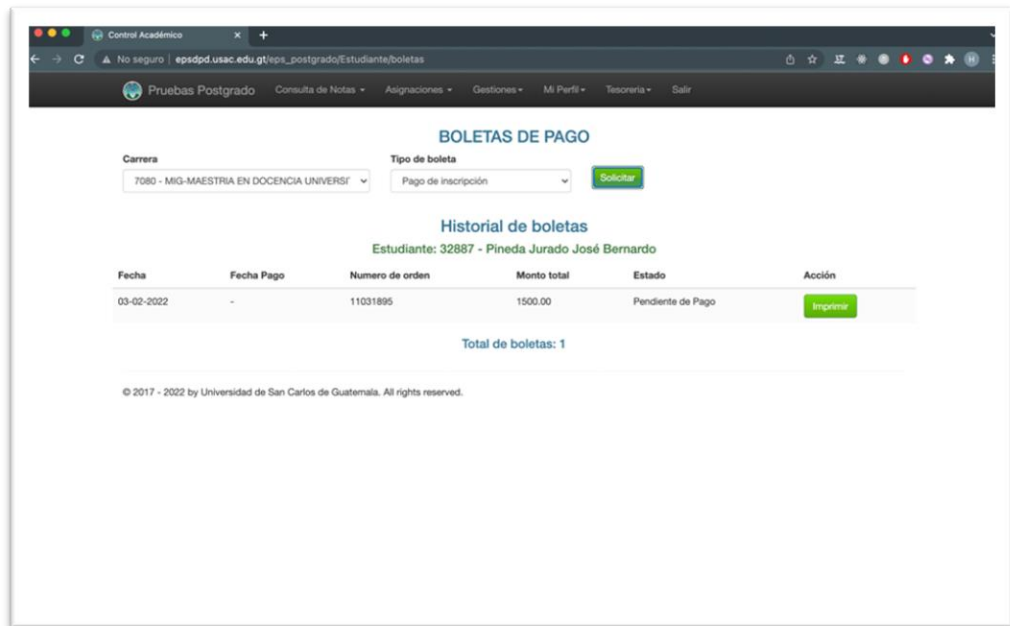 Control Académico
No seguro | epsdpd.usac.edu.gt/eps_postgrado/Estudiante/boletas
Pruebas Postgrado Consulta de Notas Asignaciones Gestiones Mi Perfil Tesoreria Salir
BOLETAS DE PAGO
Carrera Tipo de boleta
7080 - MIG-MAESTRIA EN DOCENCIA UNIVERSI Pago de inscripción Solicitar
Historial de boletas
Estudiante: 32887 - Pineda Jurado José Bernardo
Fecha Fecha Pago Numero de orden Monto total Estado Acción
03-02-2022 - 11031895 1500.00 Pendiente de Pago Imprimir
Total de boletas: 1
© 2017 - 2022 by Universidad de San Carlos de Guatemala. All rights reserved.